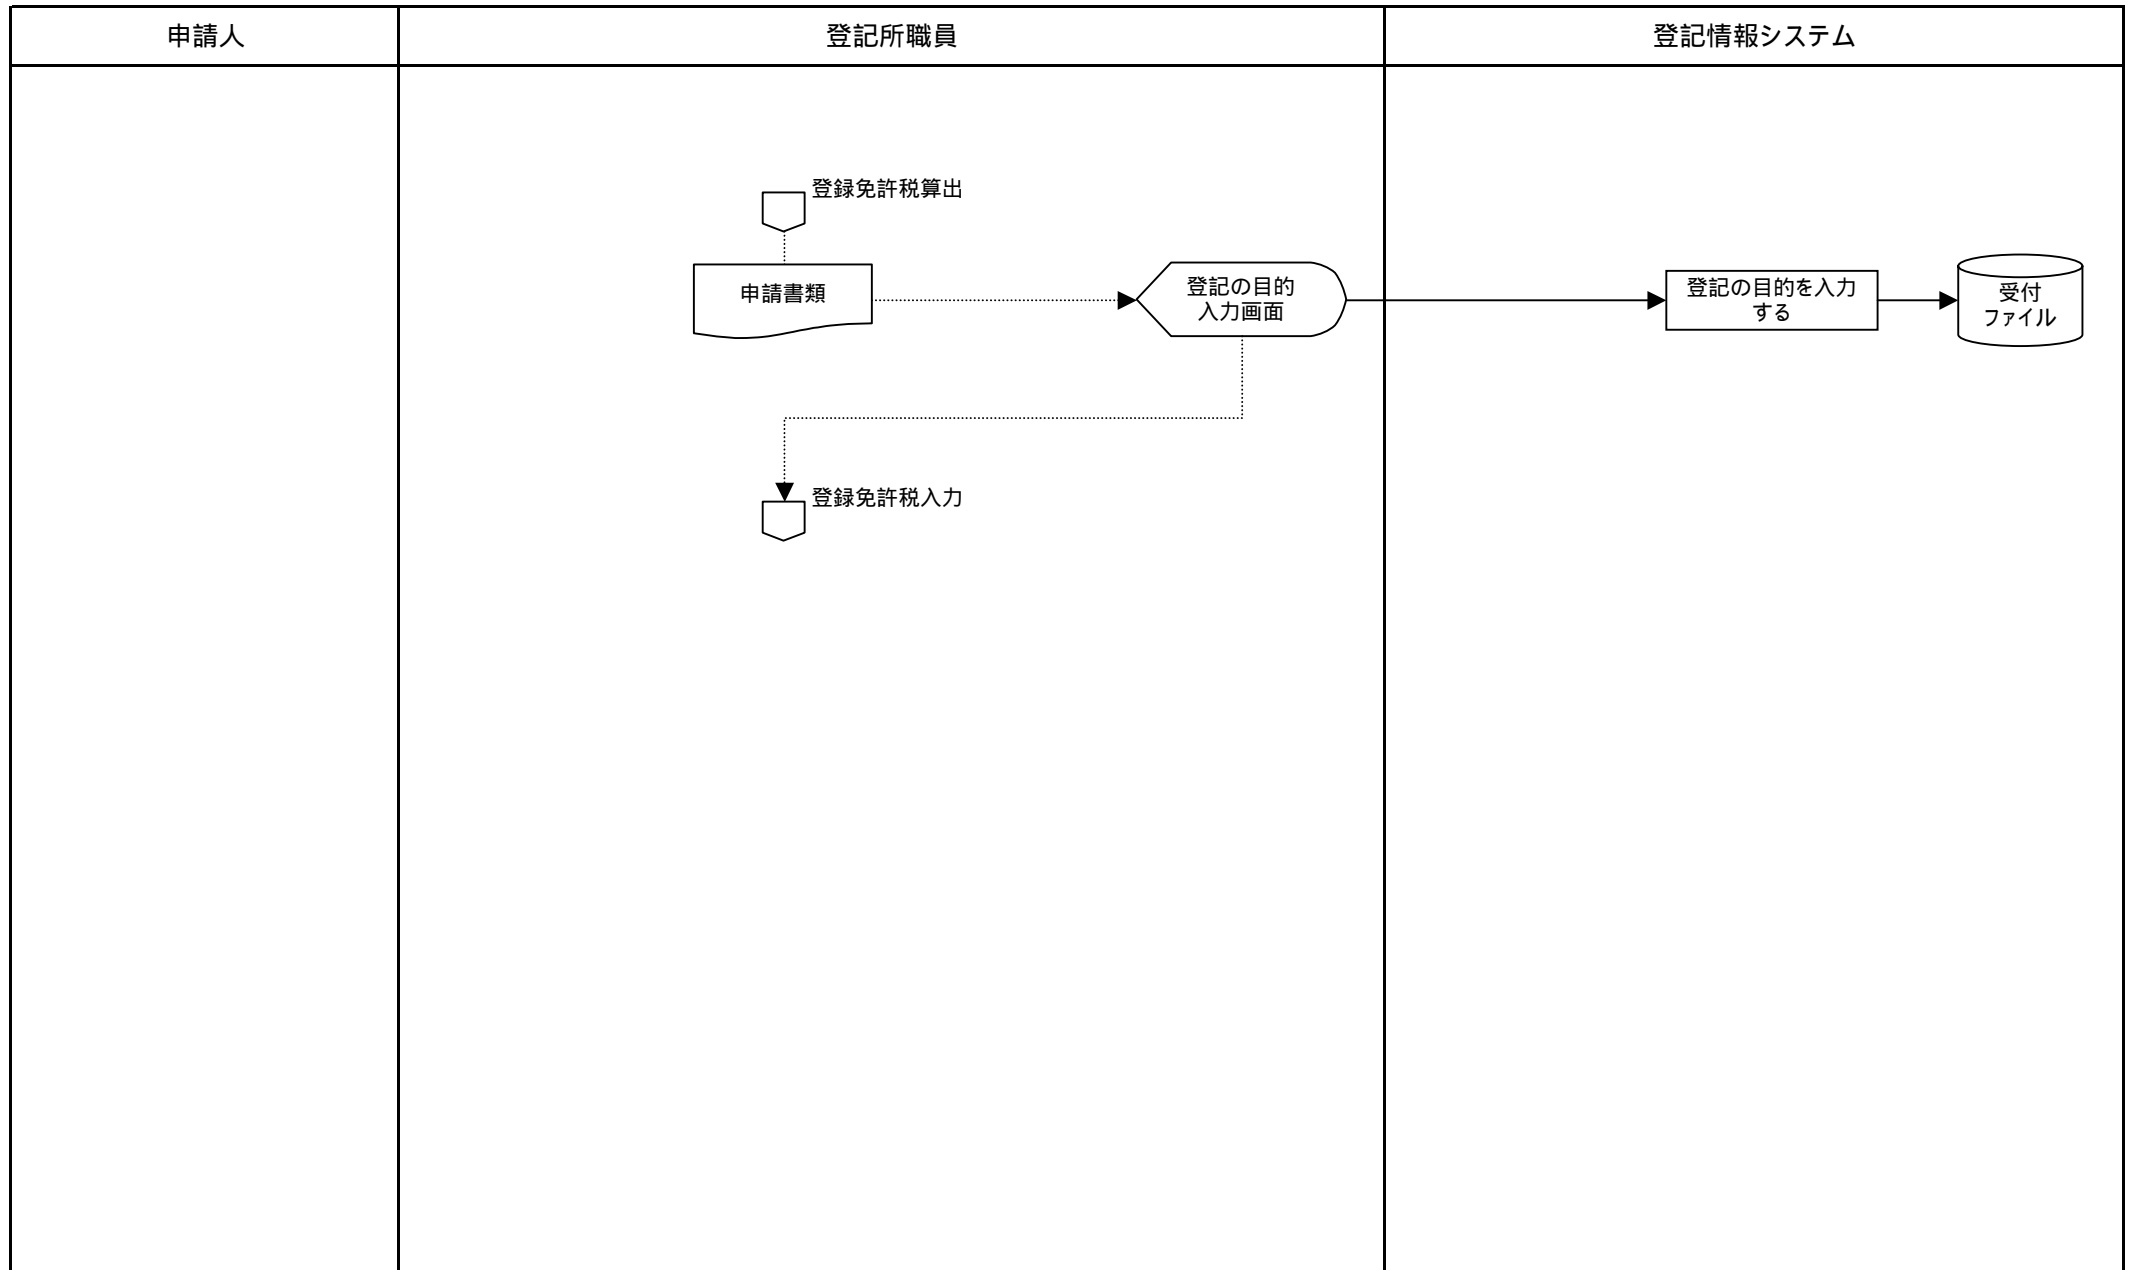 申請人
登記所職員
登記情報システム
登録免許税算出
申請書類
登記の目的
入力画面
登記の目的を入力
する
受付
ファイル
登録免許税入力